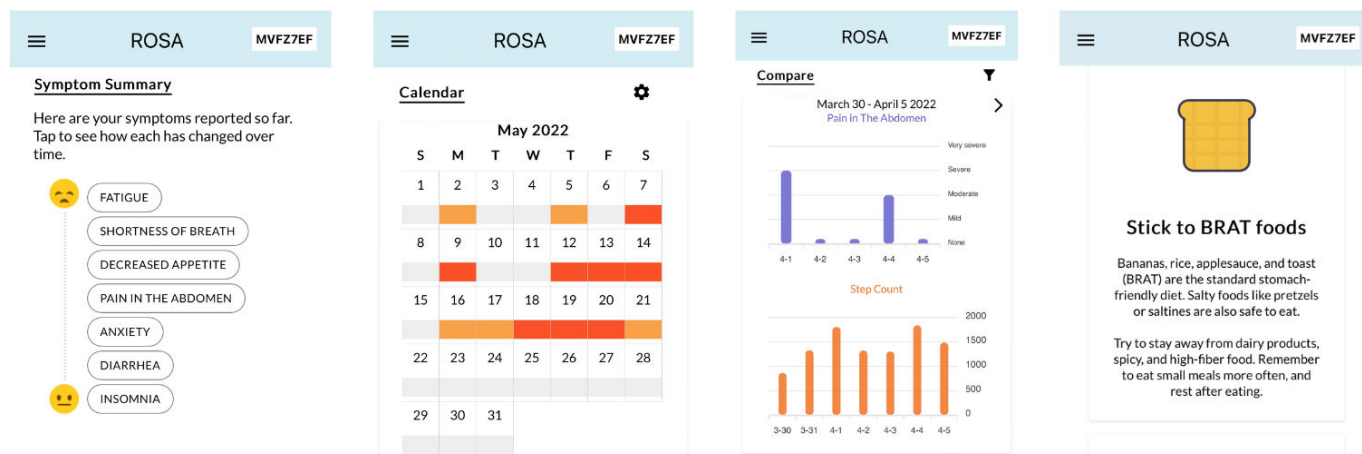 ROSA
MVFZ7EF
Symptom Summary
Here are your symptoms reported so far.
Tap to see how each has changed over
time.
FATIGUE
SHORTNESS OF BREATH
DECREASED APPETITE
PAIN IN THE ABDOMEN
ANXIETY
DIARRHEA
INSOMNIA
ROSA
MVFZ7EF
Calendar
May 2022
S M T W T F S
1 2 3 4 5 6 7
8 9 10 11 12 13 14
15 16 17 18 19 20 21
22 23 24 25 26 27 28
29 30 31
ROSA
MVFZ7EF
Compare
March 30 - April 5 2022
Pain in The Abdomen
Very severe
Severe
Moderate
Mild
None
4-1 4-2 4-3 4-4 4-5
Step Count
2000
1500
1000
500
0
3-30 3-31 4-1 4-2 4-3 4-4 4-5
ROSA
MVFZ7EF
Stick to BRAT foods
Bananas, rice, applesauce, and toast
(BRAT) are the standard stomach-
friendly diet. Salty foods like pretzels
or saltines are also safe to eat.
Try to stay away from dairy products,
spicy, and high-fiber food. Remember
to eat small meals more often, and
rest after eating.